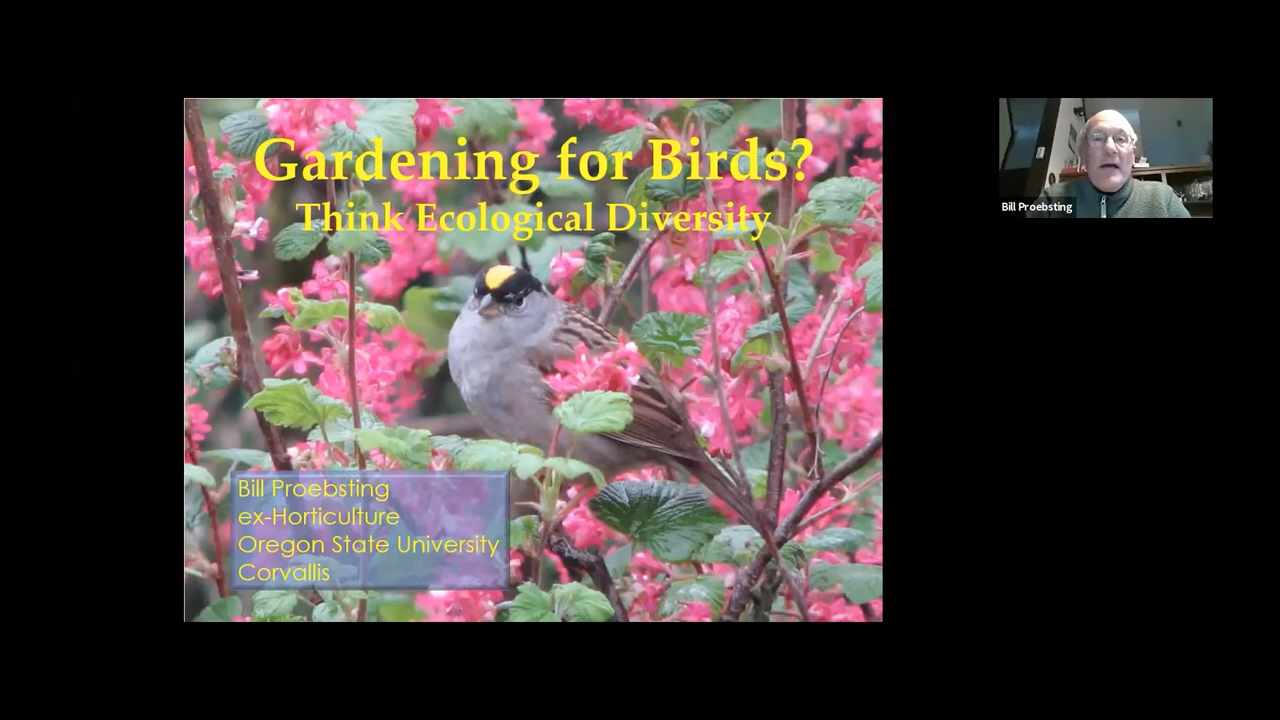 Gardening for Birds?
Think Ecological Diversity
Bill Proebsting
ex-Horticulture
Oregon State University
Corvallis
Bill Proebsting